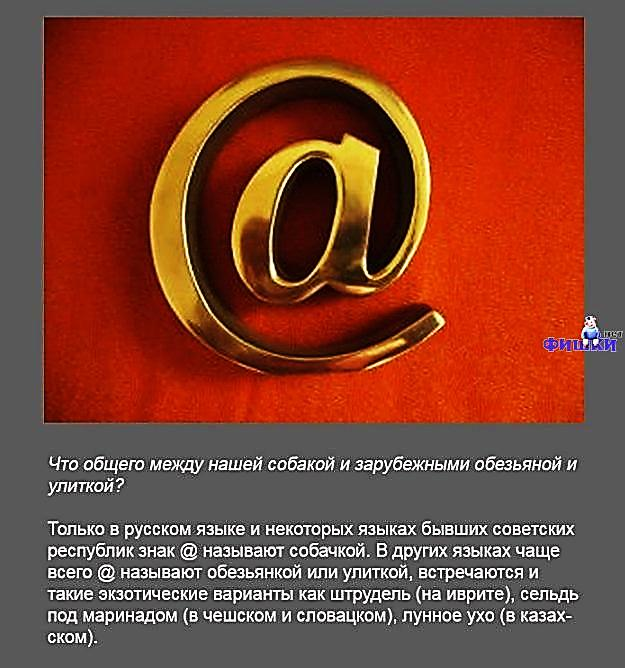 @
.нет
ФИШКИ
Что общего между нашей собакой и зарубежными обезьяной и
улиткой?
Только в русском языке и некоторых языках бывших советских
республик знак @ называют собачкой. В других языках чаще
всего @ называют обезьянкой или улиткой, встречаются и
такие экзотические варианты как штрудель (на иврите), сельдь
под маринадом (в чешском и словацком), лунное ухо (в казах-
ском).